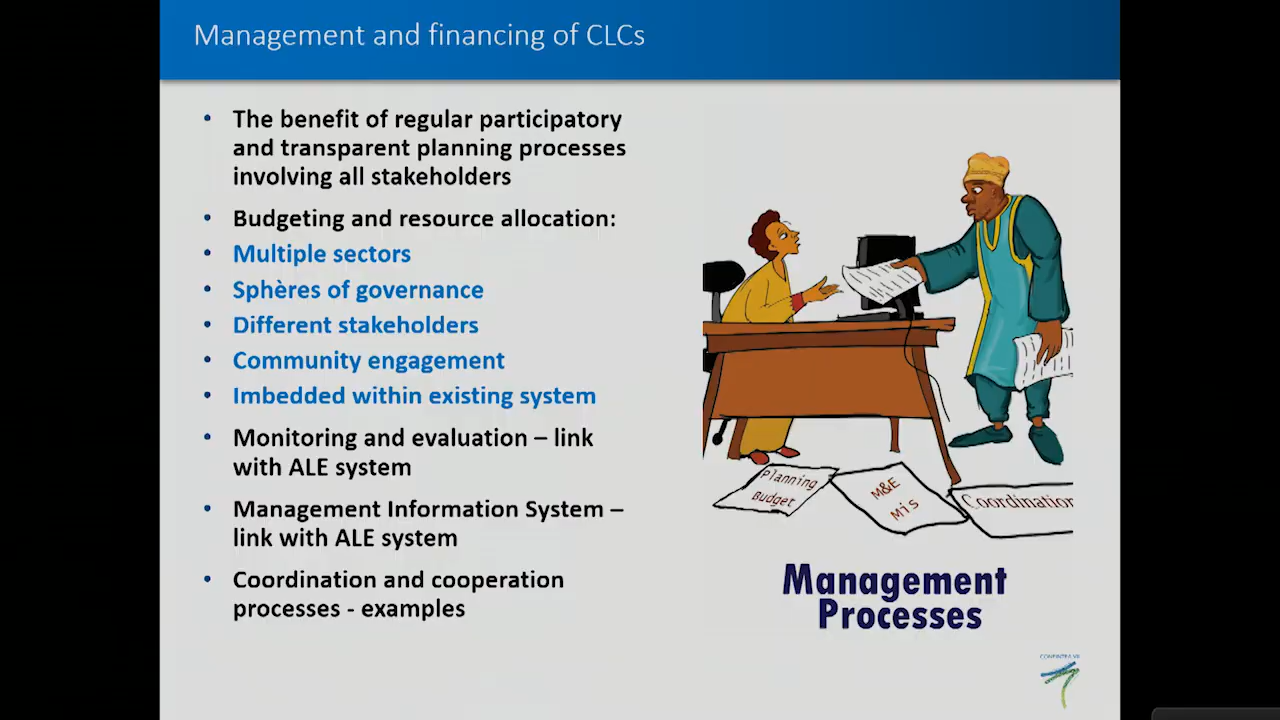 Management and financing of CLCs
• The benefit of regular participatory
and transparent planning processes
involving all stakeholders
• Budgeting and resource allocation:
• Multiple sectors
• Sphères of governance
• Different stakeholders
• Community engagement
• Imbedded within existing system
• Monitoring and evaluation – link
with ALE system
• Management Information System –
link with ALE system
• Coordination and cooperation
processes - examples
Planning
Budget
M&E
Mis
Coordination
Management
Processes
CONFINTEA VII